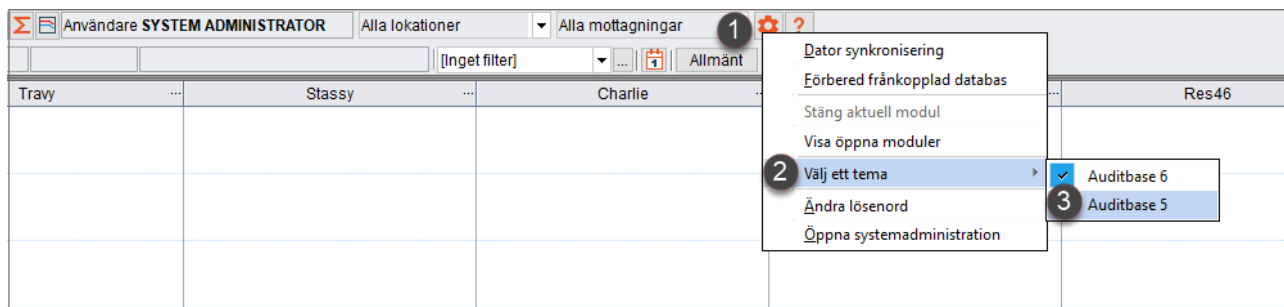 Användare SYSTEM ADMINISTRATOR Alla lokationer Alla mottagningar 1 ?
[Inget filter] ... 1 Allmänt
Travy ... Stassy ... Charlie ... ... Res46
Dator synkronisering
Förbered frånkopplad databas
Stäng aktuell modul
Visa öppna moduler
2 Välj ett tema
Auditbase 6
3 Auditbase 5
Ändra lösenord
Öppna systemadministration